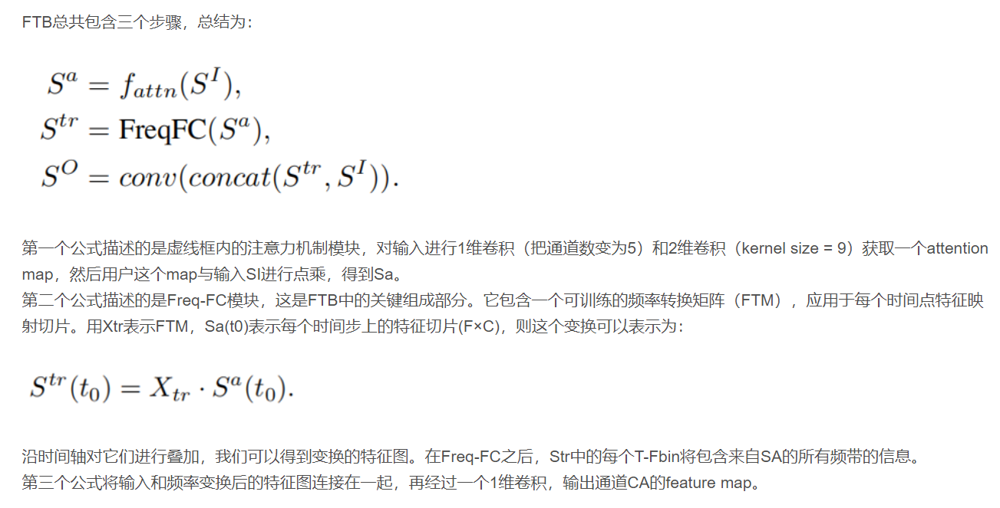 FTB总共包含三个步骤，总结为：
S^a = f_{attn}(S^I),
S^{tr} = FreqFC(S^a),
S^O = conv(concat(S^{tr}, S^I)).
第一个公式描述的是虚线框内的注意力机制模块，对输入进行1维卷积（把通道数变为5）和2维卷积（kernel size = 9）获取一个attention
map，然后用户这个map与输入SI进行点乘，得到Sa。
第二个公式描述的是Freq-FC模块，这是FTB中的关键组成部分。它包含一个可训练的频率转换矩阵（FTM），应用于每个时间点特征映
射切片。用Xtr表示FTM，Sa(t0)表示每个时间步上的特征切片(F×C)，则这个变换可以表示为：
S^{tr}(t_0) = X_{tr} · S^a(t_0).
沿时间轴对它们进行叠加，我们可以得到变换的特征图。在Freq-FC之后，Str中的每个T-Fbin将包含来自SA的所有频带的信息。
第三个公式将输入和频率变换后的特征图连接在一起，再经过一个1维卷积，输出通道CA的feature map。